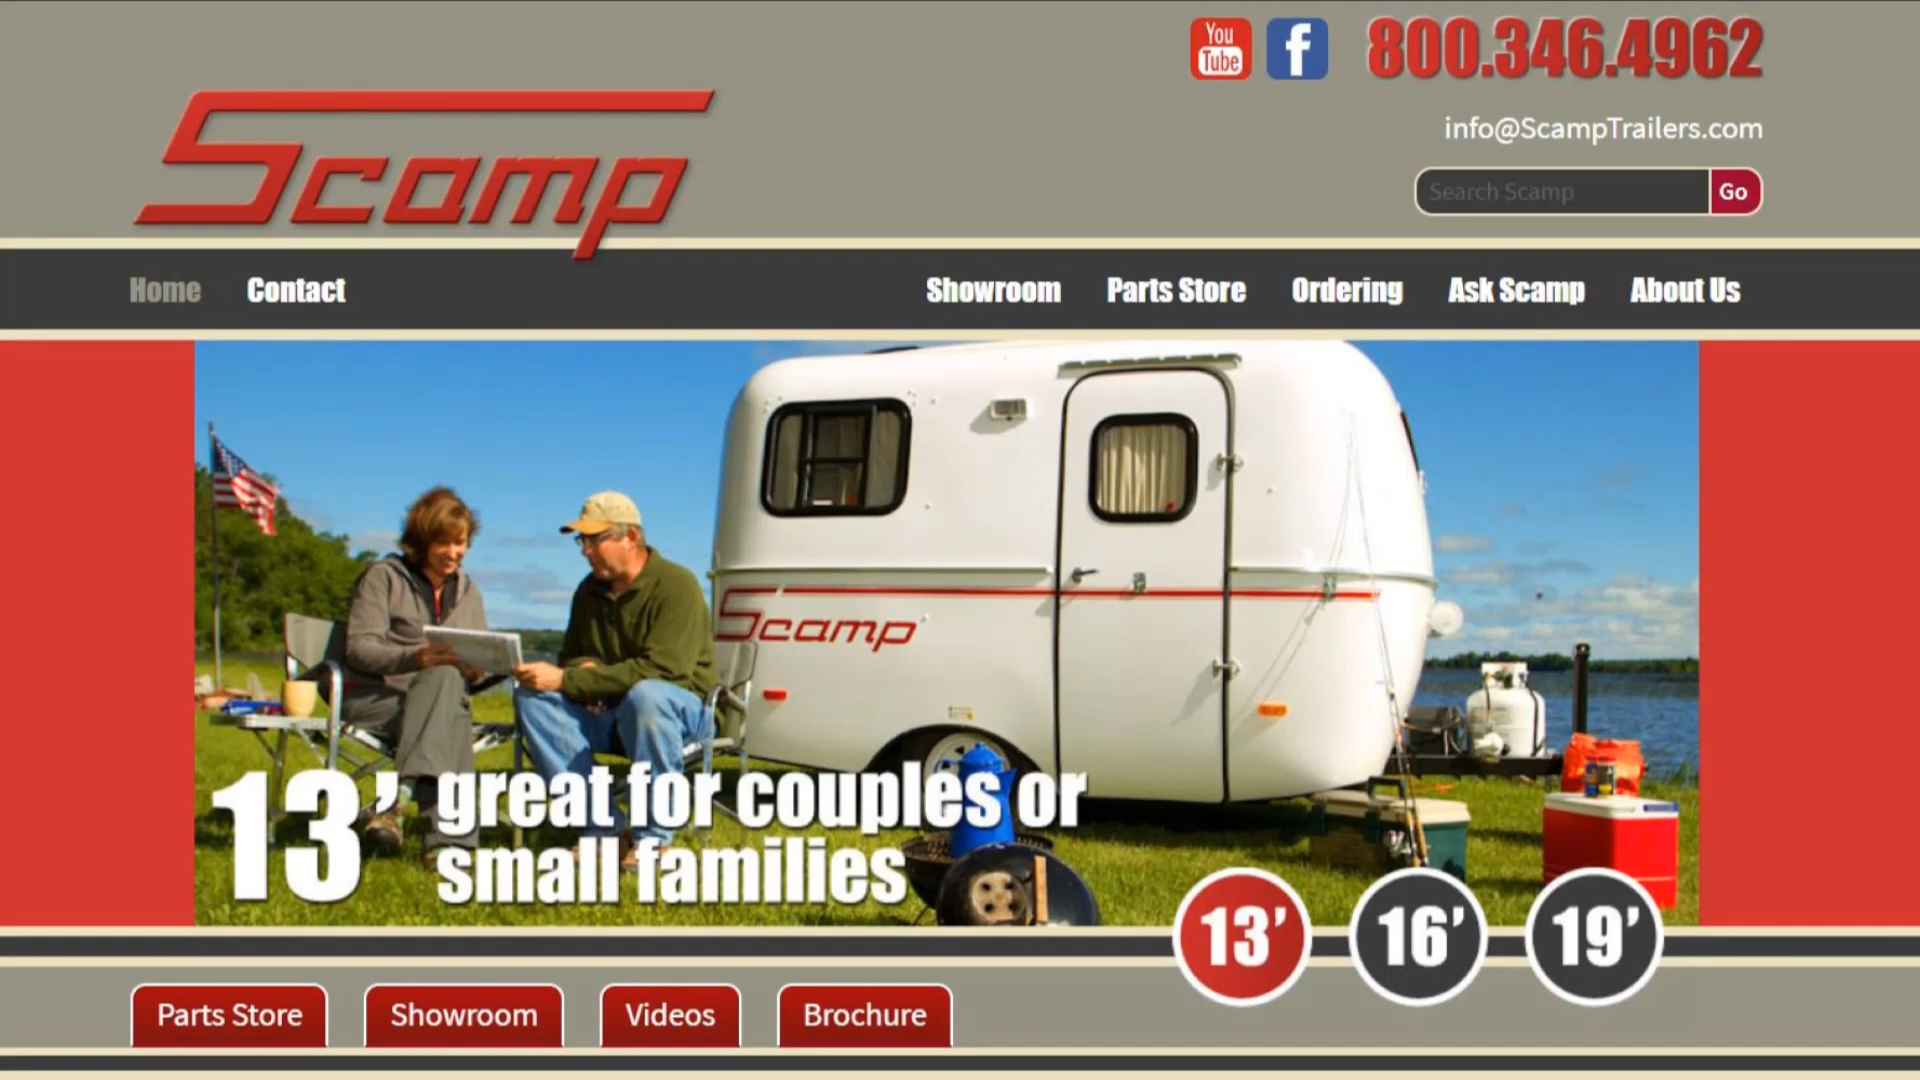 You
Tube
f
800.346.4962
info@ScampTrailers.com
Search Scamp
Go
Scamp
Home
Contact
Showroom
Parts Store
Ordering
Ask Scamp
About Us
Scamp
13’
great for couples or
small families
13’
16’
19’
Parts Store
Showroom
Videos
Brochure